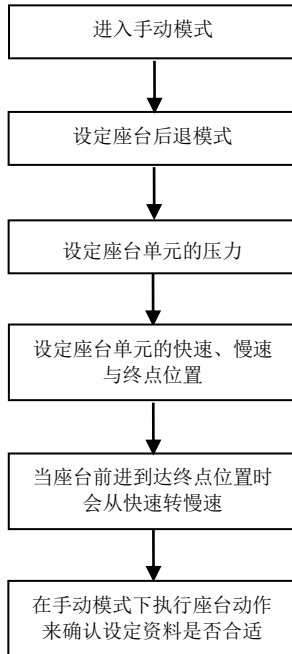 进入手动模式
设定座台后退模式
设定座台单元的压力
设定座台单元的快速、慢速
与终点位置
当座台前进到达终点位置时
会从快速转慢速
在手动模式下执行座台动作
来确认设定资料是否合适